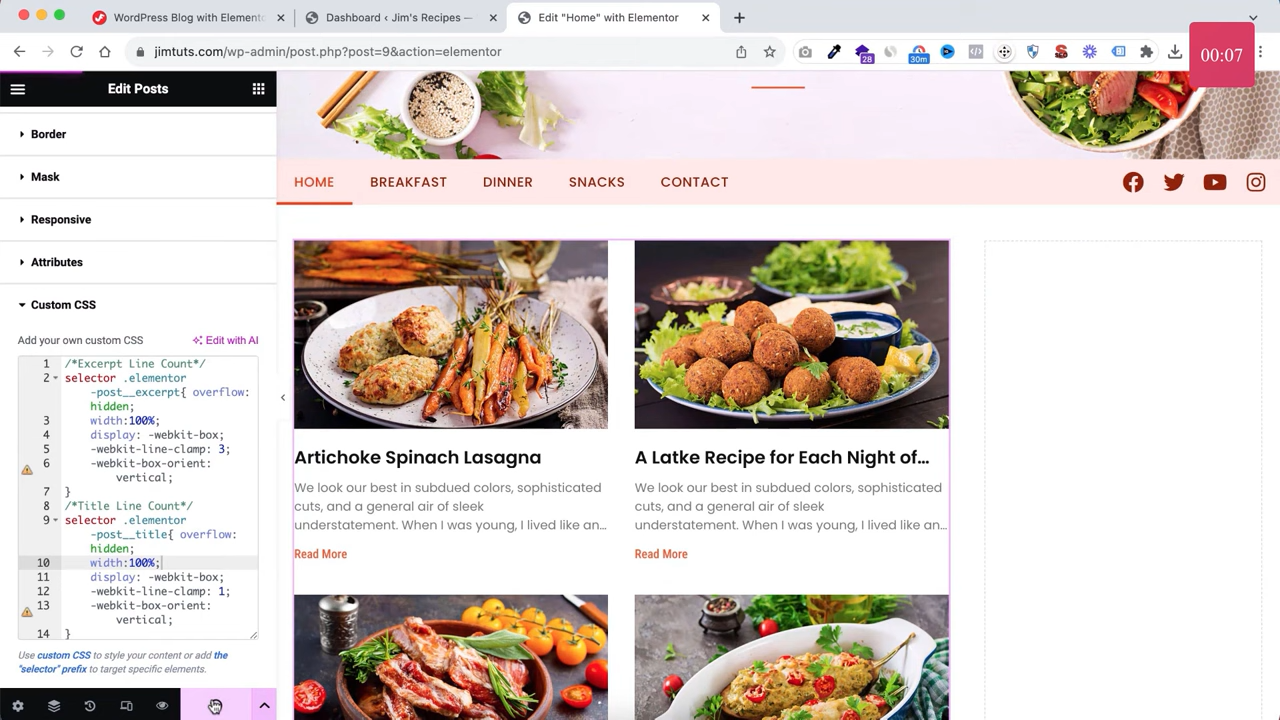 WordPress Blog with Elemento
Dashboard ‹ Jim's Recipes —
Edit "Home" with Elementor
jimtuts.com/wp-admin/post.php?post=9&action=elementor
28
30m
00:07
Edit Posts
Border
Mask
Responsive
Attributes
Custom CSS
Add your own custom CSS
Edit with AI
1 /*Excerpt Line Count*/
2 selector .elementor
-post__excerpt{ overflow:
hidden;
3 width:100%;
4 display: -webkit-box;
5 -webkit-line-clamp: 3;
6 -webkit-box-orient:
vertical;
7 }
8 /*Title Line Count*/
9 selector .elementor
-post__title{ overflow:
hidden;
10 width:100%;
11 display: -webkit-box;
12 -webkit-line-clamp: 1;
13 -webkit-box-orient:
vertical;
14 }
Use custom CSS to style your content or add the
"selector" prefix to target specific elements.
HOME BREAKFAST DINNER SNACKS CONTACT
Artichoke Spinach Lasagna
We look our best in subdued colors, sophisticated
cuts, and a general air of sleek
understatement. When I was young, I lived like an...
Read More
A Latke Recipe for Each Night of...
We look our best in subdued colors, sophisticated
cuts, and a general air of sleek
understatement. When I was young, I lived like an...
Read More